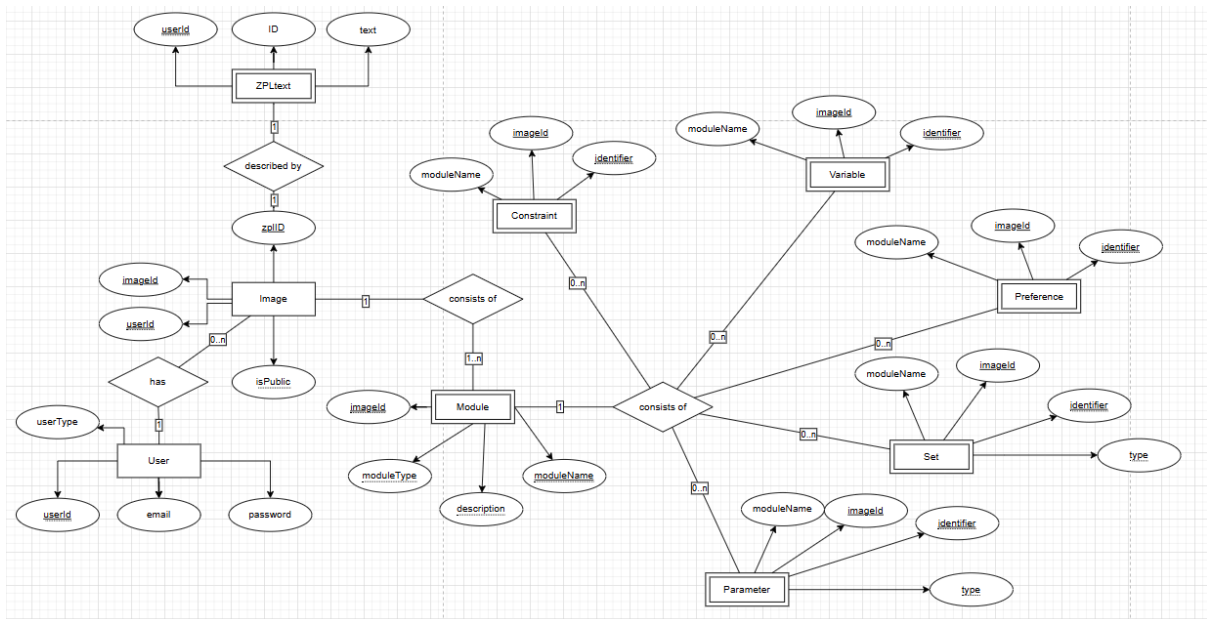 userId
ID
text
ZPLtext
1
described by
1
zplID
imageId
userId
Image
isPublic
1
consists of
1..n
0..n
has
1
userType
User
userId
email
password
imageId
Module
moduleType
description
moduleName
1
consists of
moduleName
imageId
identifier
Constraint
0..n
moduleName
imageId
identifier
Variable
0..n
moduleName
imageId
identifier
Preference
0..n
moduleName
imageId
identifier
type
Set
0..n
moduleName
imageId
identifier
type
Parameter
0..n